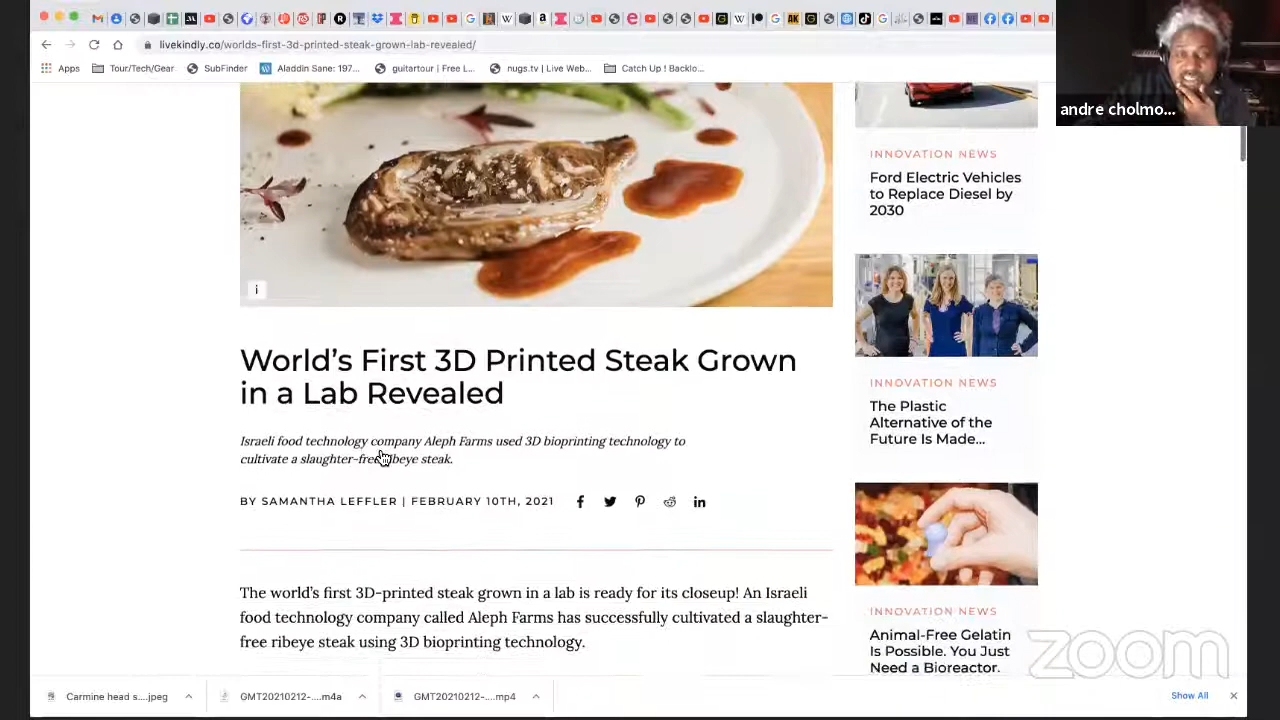 livekindly.co/worlds-first-3d-printed-steak-grown-lab-revealed/
Apps
Tour/Tech/Gear
SubFinder
Aladdin Sane: 197...
guitartour | Free L...
nugs.tv | Live Web...
Catch Up ! Backlo...
andre cholmo...
i
World's First 3D Printed Steak Grown
in a Lab Revealed
Israeli food technology company Aleph Farms used 3D bioprinting technology to
cultivate a slaughter-free ribeye steak.
BY SAMANTHA LEFFLER | FEBRUARY 10TH, 2021
The world's first 3D-printed steak grown in a lab is ready for its closeup! An Israeli
food technology company called Aleph Farms has successfully cultivated a slaughter-
free ribeye steak using 3D bioprinting technology.
INNOVATION NEWS
Ford Electric Vehicles
to Replace Diesel by
2030
INNOVATION NEWS
The Plastic
Alternative of the
Future Is Made...
INNOVATION NEWS
Animal-Free Gelatin
Is Possible. You Just
Need a Bioreactor.
zoom
Carmine head s....jpeg
GMT20210212-....m4a
GMT20210212-....mp4
Show All